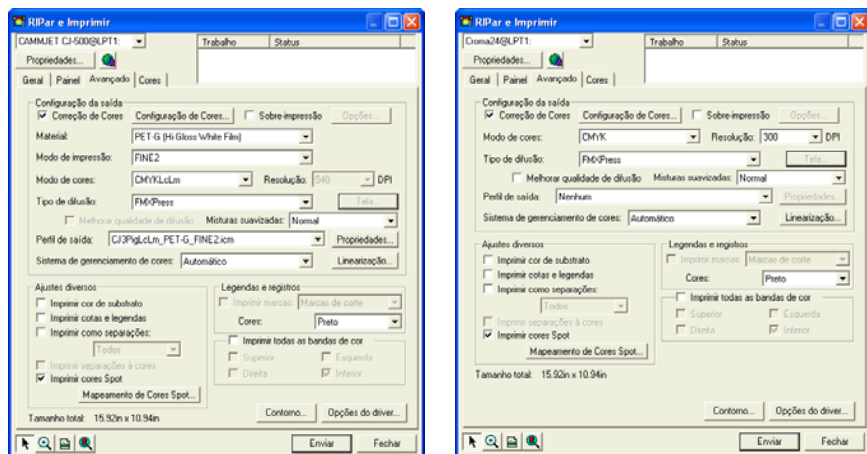 RIPar e Imprimir
CAMMJET CJ-500@LPT1:
Trabalho Status
Propriedades...
Geral Painel Avançado Cores
Configuração da saída
Correção de Cores Configuração de Cores... Sobre-impressão Opções...
Material: PET-G (Hi Gloss White Film)
Modo de impressão: FINE2
Modo de cores: CMYKLcLm Resolução: 540 DPI
Tipo de difusão: FMXPress Tela...
Melhorar qualidade de difusão Misturas suavizadas: Normal
Perfil de saída: CJ3PigLcLm_PET-G_FINE2.icm Propriedades...
Sistema de gerenciamento de cores: Automático Linearização...
Ajustes diversos
Imprimir cor de substrato
Imprimir cotas e legendas
Imprimir como separações:
Todos
Imprimir separações à cores
Imprimir cores Spot
Mapeamento de Cores Spot...
Legendas e registros
Imprimir marcas: Marcas de corte
Cores: Preto
Imprimir todas as bandas de cor
Superior Esquerda
Direita Inferior
Tamanho total: 15.92in x 10.94in
Contorno... Opções do driver...
Enviar Fechar
RIPar e Imprimir
Croma24@LPT1:
Trabalho Status
Propriedades...
Geral Painel Avançado Cores
Configuração da saída
Correção de Cores Configuração de Cores... Sobre-impressão Opções...
Modo de cores: CMYK Resolução: 300 DPI
Tipo de difusão: FMXPress Tela...
Melhorar qualidade de difusão Misturas suavizadas: Normal
Perfil de saída: Nenhum Propriedades...
Sistema de gerenciamento de cores: Automático Linearização...
Ajustes diversos
Imprimir cor de substrato
Imprimir cotas e legendas
Imprimir como separações:
Todos
Imprimir separações à cores
Imprimir cores Spot
Mapeamento de Cores Spot...
Legendas e registros
Imprimir marcas: Marcas de corte
Cores: Preto
Imprimir todas as bandas de cor
Superior Esquerda
Direita Inferior
Tamanho total: 15.92in x 10.94in
Contorno... Opções do driver...
Enviar Fechar